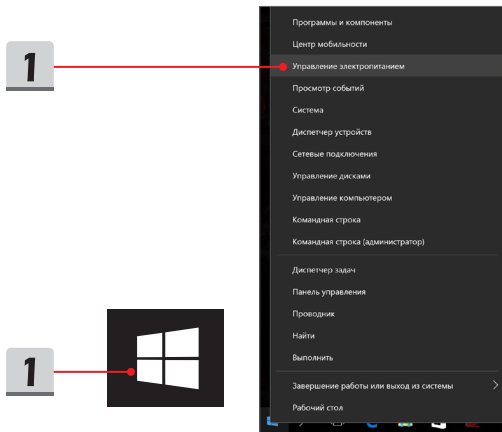 Программы и компоненты
Центр мобильности
1
Управление электропитанием
Просмотр событий
Система
Диспетчер устройств
Сетевые подключения
Управление дисками
Управление компьютером
Командная строка
Командная строка (администратор)
Диспетчер задач
Панель управления
Проводник
Найти
Выполнить
1
Завершение работы или выход из системы
Рабочий стол